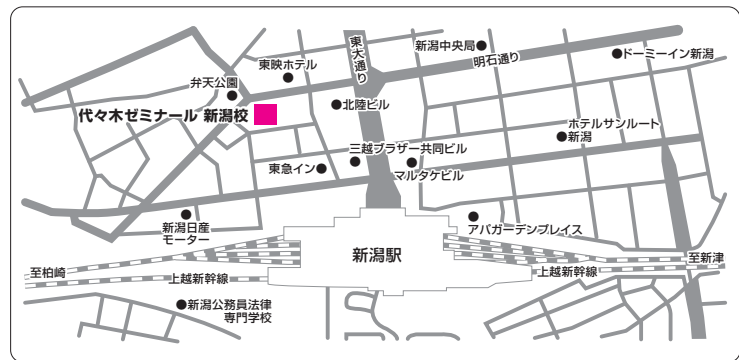 東大通り
新潟中央局
明石通り
ドーミーイン新潟
東映ホテル
弁天公園
代々木ゼミナール 新潟校
北陸ビル
ホテルサンルート
新潟
三越ブラザー共同ビル
東急イン
マルタケビル
新潟日産
モーター
アパガーデンプレイス
新潟駅
至柏崎
至新津
上越新幹線
上越新幹線
新潟公務員法律
専門学校